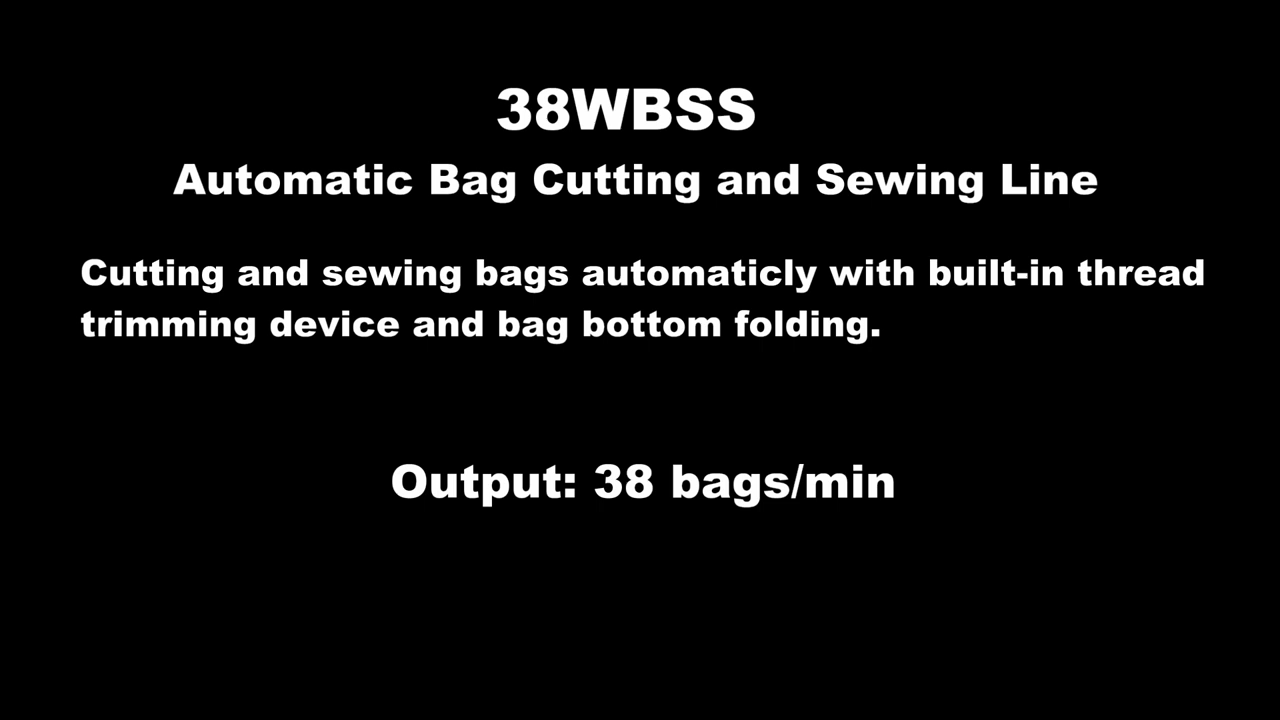 38WBSS
Automatic Bag Cutting and Sewing Line
Cutting and sewing bags automaticly with built-in thread
trimming device and bag bottom folding.
Output: 38 bags/min